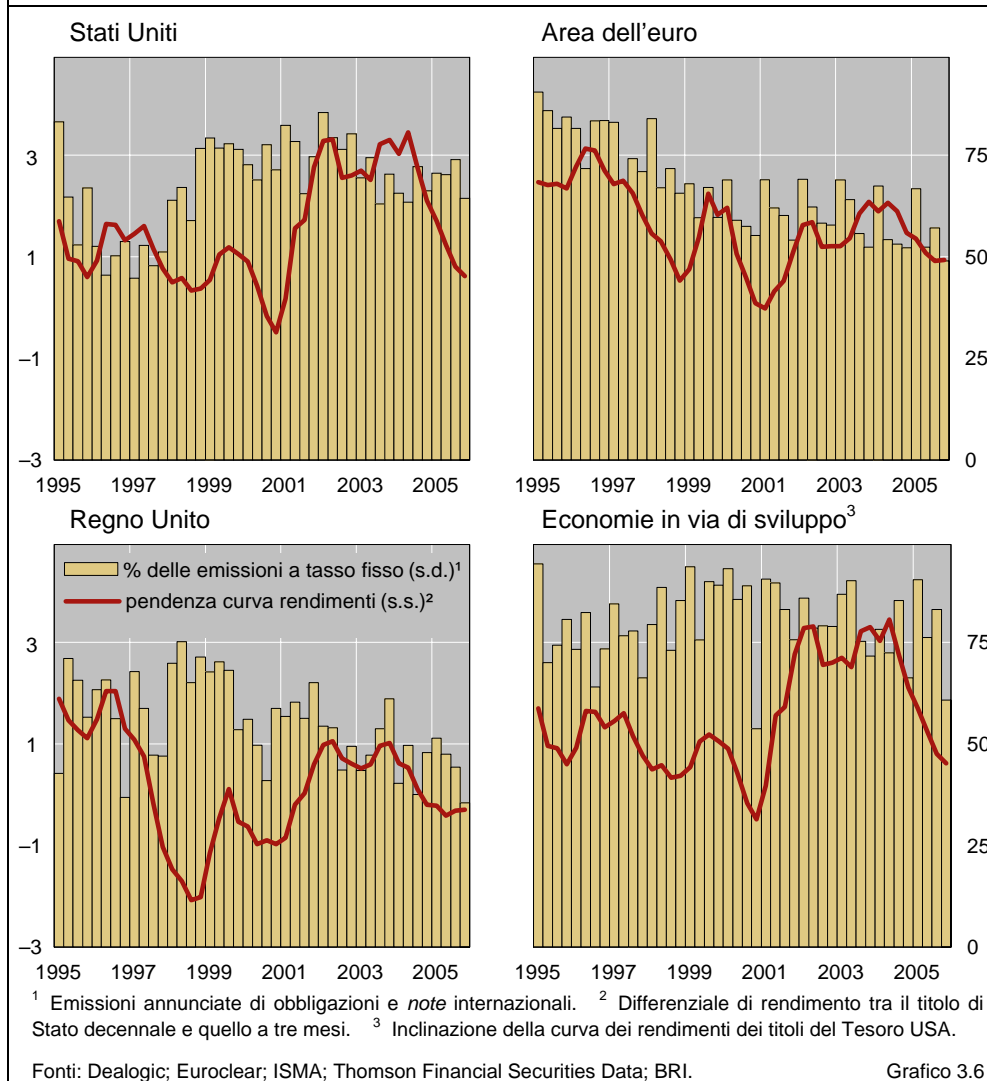 Stati Uniti
Area dell'euro
3
1
–1
–3
75
50
25
0
1995 1997 1999 2001 2003 2005
1995 1997 1999 2001 2003 2005
Regno Unito
Economie in via di sviluppo³
% delle emissioni a tasso fisso (s.d.)¹
pendenza curva rendimenti (s.s.)²
3
1
–1
–3
75
50
25
0
1995 1997 1999 2001 2003 2005
1995 1997 1999 2001 2003 2005
¹ Emissioni annunciate di obbligazioni e note internazionali. ² Differenziale di rendimento tra il titolo di
Stato decennale e quello a tre mesi. ³ Inclinazione della curva dei rendimenti dei titoli del Tesoro USA.
Fonti: Dealogic; Euroclear; ISMA; Thomson Financial Securities Data; BRI. Grafico 3.6